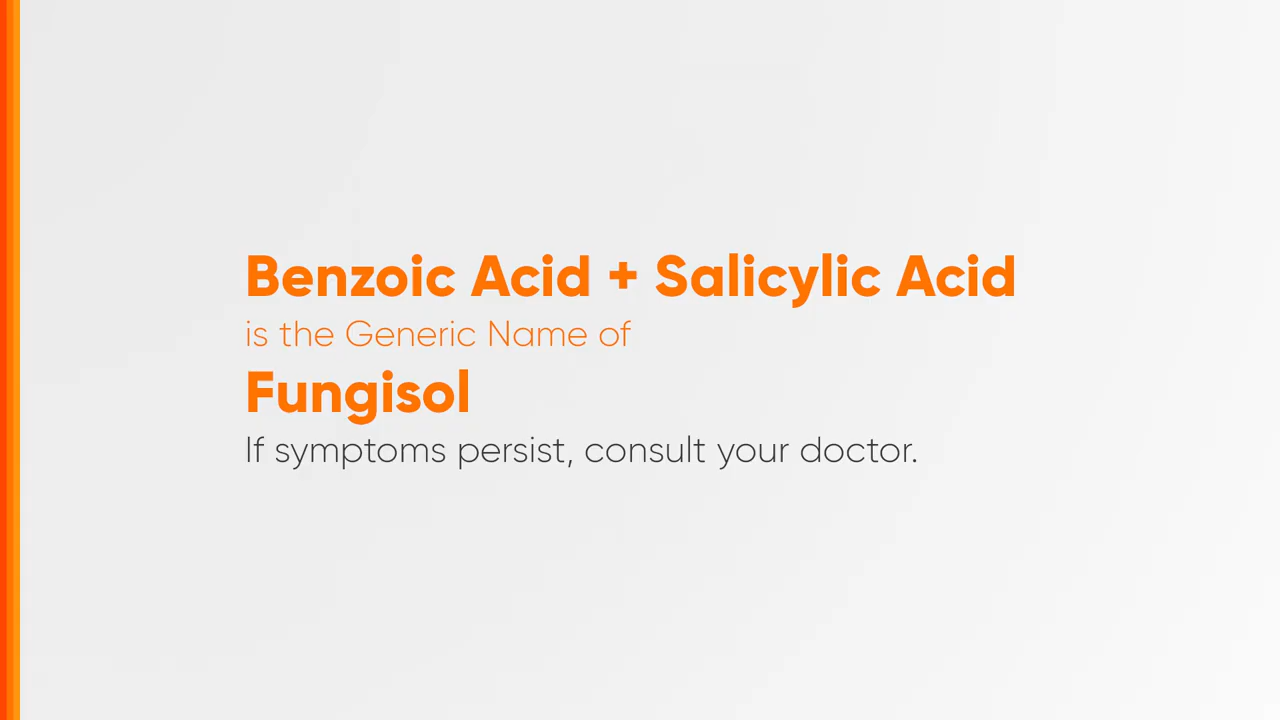 Benzoic Acid + Salicylic Acid
is the Generic Name of
Fungisol
If symptoms persist, consult your doctor.